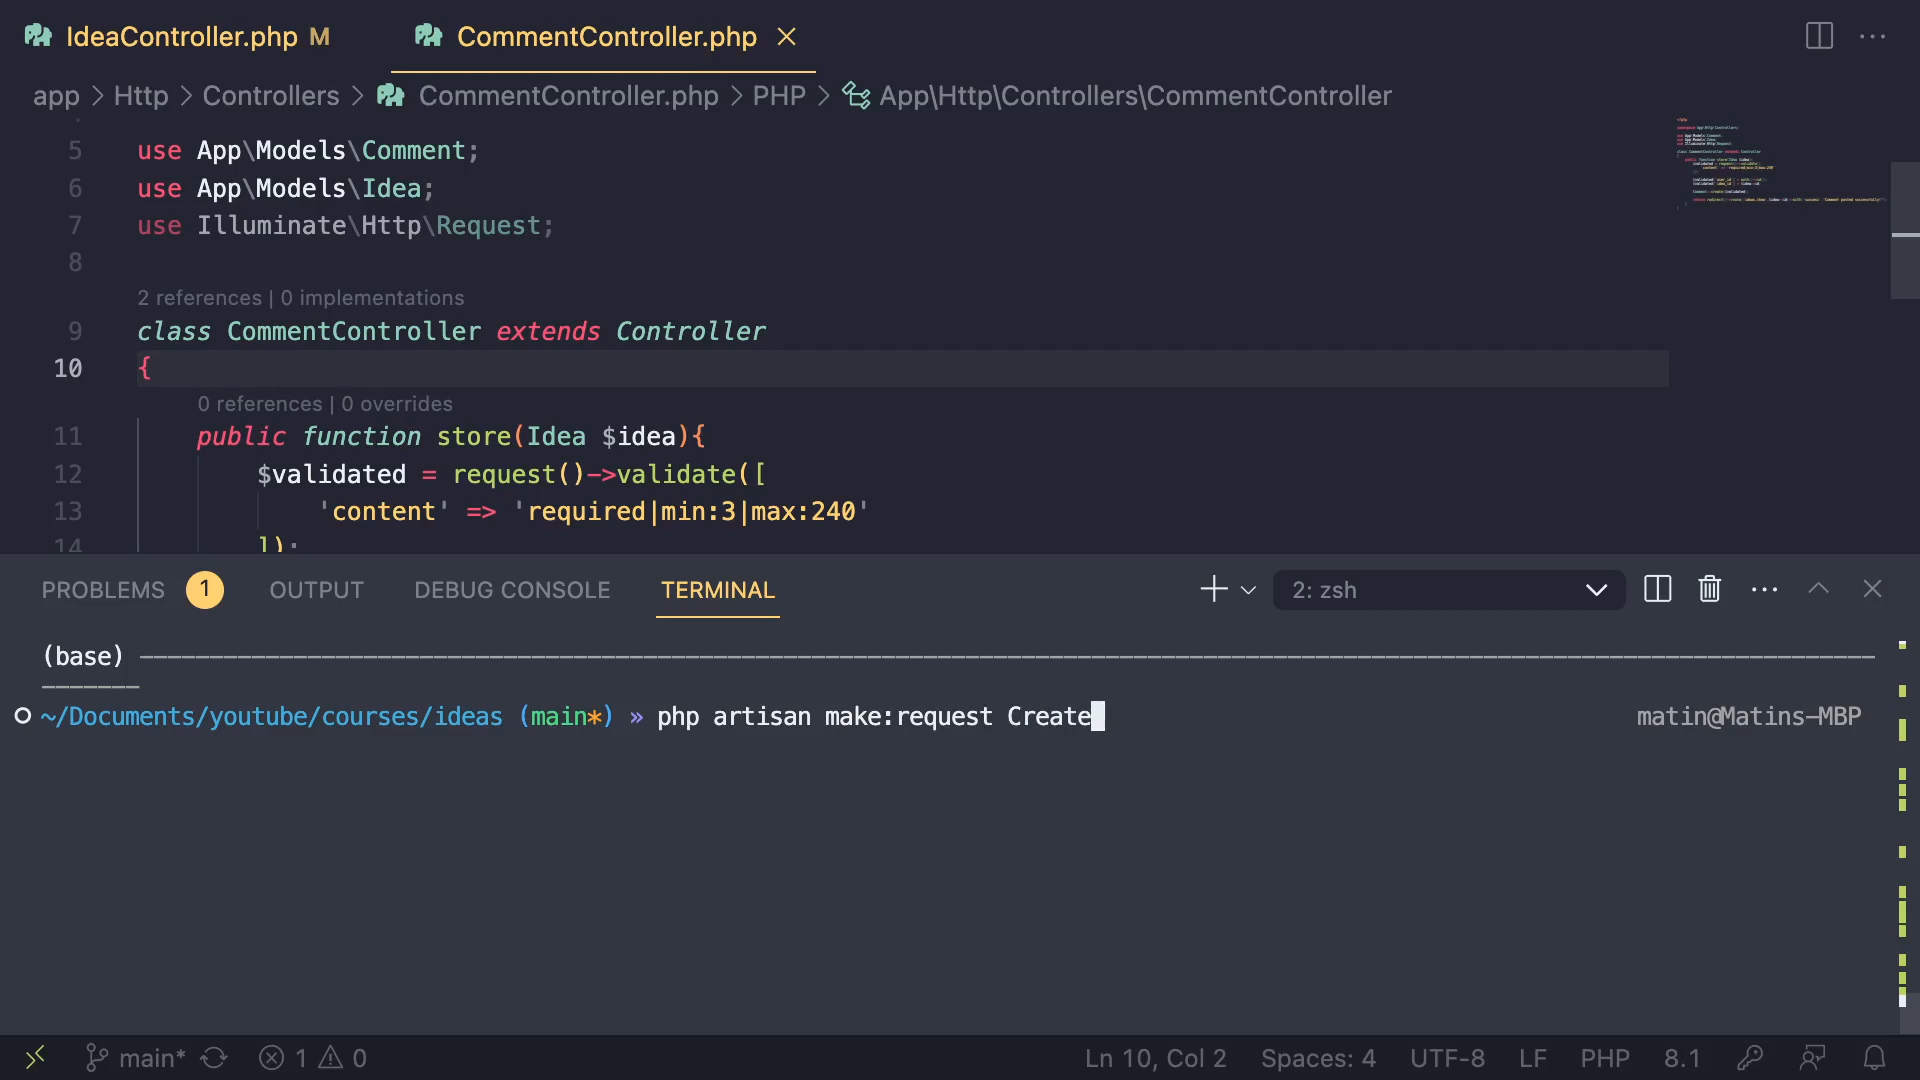 IdeaController.php M
CommentController.php
app > Http > Controllers > CommentController.php > PHP > App\Http\Controllers\CommentController
5 use App\Models\Comment;
6 use App\Models\Idea;
7 use Illuminate\Http\Request;
8
2 references | 0 implementations
9 class CommentController extends Controller
10 {
0 references | 0 overrides
11 public function store(Idea $idea){
12 $validated = request()->validate([
13 'content' => 'required|min:3|max:240'
14 ]);
PROBLEMS 1 OUTPUT DEBUG CONSOLE TERMINAL 2: zsh
(base)
~/Documents/youtube/courses/ideas (main*) » php artisan make:request Create matin@Matins-MBP
main* 1 0 Ln 10, Col 2 Spaces: 4 UTF-8 LF PHP 8.1